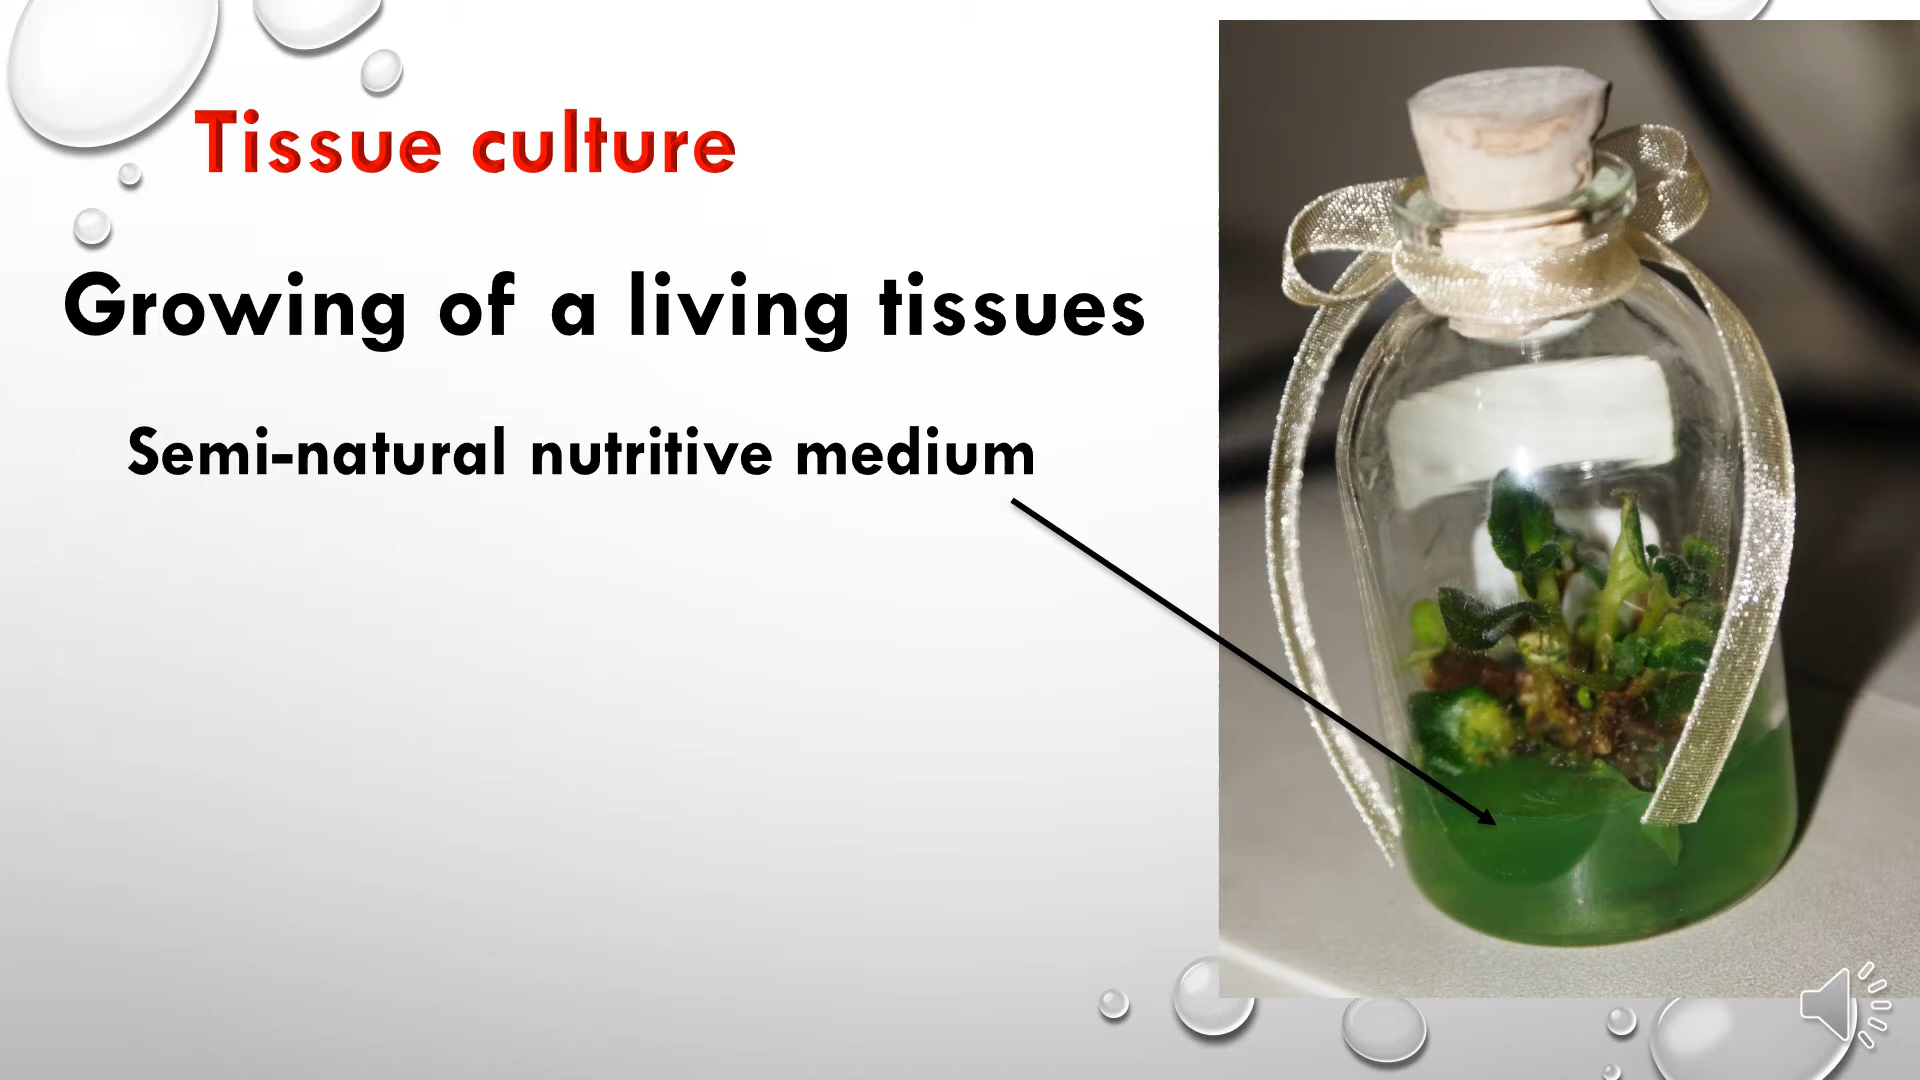 Tissue culture
Growing of a living tissues
Semi-natural nutritive medium